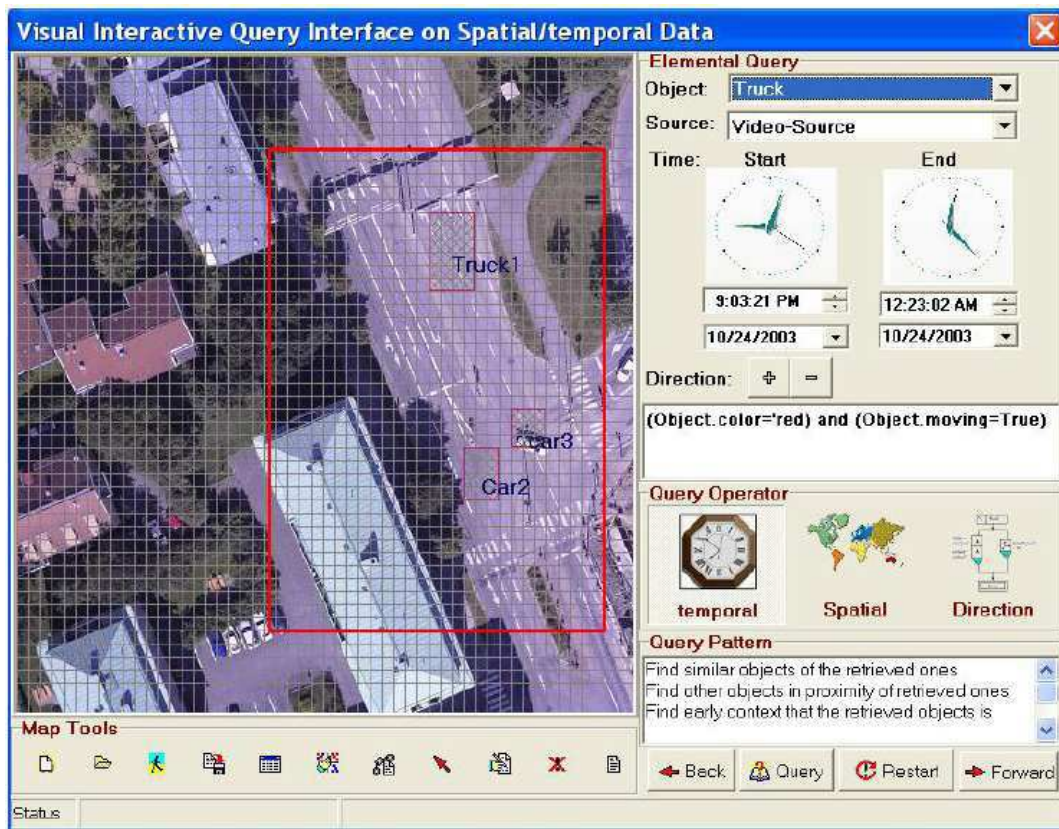 Visual Interactive Query Interface on Spatial/temporal Data
Truck1
car3
Car2
Elemental Query
Object:
Truck
Source:
Video-Source
Time:
Start
End
9:03:21 PM
12:23:02 AM
10/24/2003
10/24/2003
Direction:
+
-
(Object.color='red) and (Object.moving=True)
Query Operator
temporal
Spatial
Direction
Query Pattern
Find similar objects of the retrieved ones
Find other objects in proximity of retrieved ones
Find early context that the retrieved objects is
Map Tools
Back
Query
Restart
Forward
Status